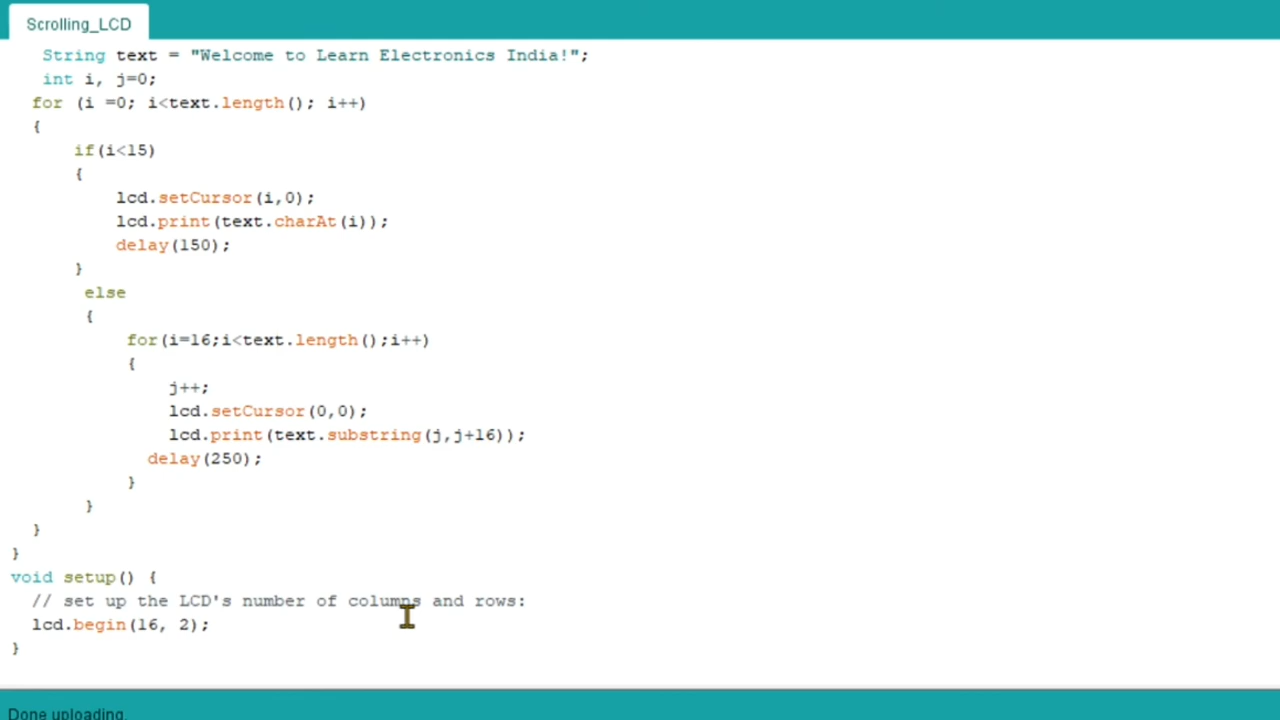 Scrolling_LCD
String text = "Welcome to Learn Electronics India!";
int i, j=0;
for (i =0; i<text.length(); i++)
{
if(i<15)
{
lcd.setCursor(i,0);
lcd.print(text.charAt(i));
delay(150);
}
else
{
for(i=16;i<text.length();i++)
{
j++;
lcd.setCursor(0,0);
lcd.print(text.substring(j,j+16));
delay(250);
}
}
}
}
void setup() {
// set up the LCD's number of columns and rows:
lcd.begin(16, 2);
}
Done uploading.